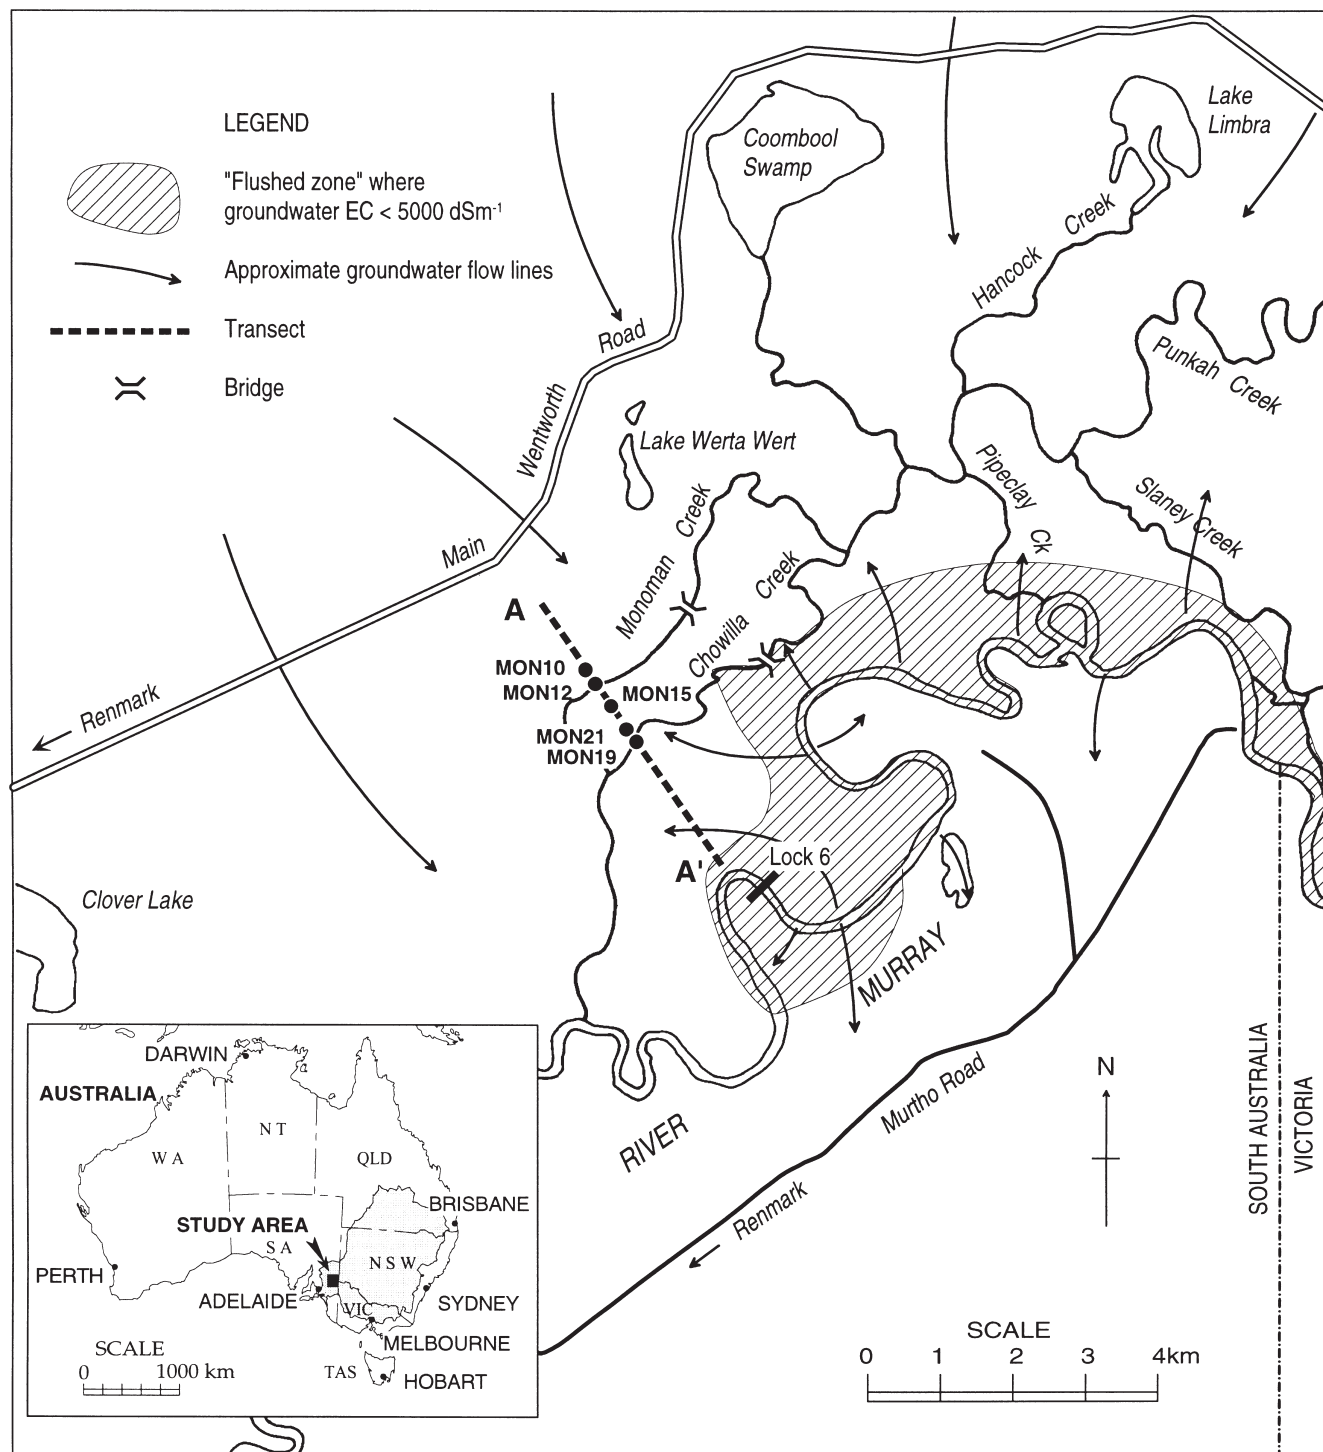 LEGEND
"Flushed zone" where
groundwater EC < 5000 dSm⁻¹
Approximate groundwater flow lines
Transect
Bridge
Coombool
Swamp
Lake
Limbra
Hancock Creek
Punkah Creek
Road
Wentworth
Main
Lake Werta Wert
Pipeclay Ck
Slaney Creek
Monoman Creek
Chowilla Creek
A
MON10
MON12
MON15
MON21
MON19
Renmark
A'
Lock 6
Clover Lake
MURRAY
RIVER
Murtho Road
Renmark
N
SOUTH AUSTRALIA
VICTORIA
SCALE
0 1 2 3 4km
DARWIN
AUSTRALIA
N T
W A
QLD
BRISBANE
STUDY AREA
S A
N S W
PERTH
ADELAIDE
SYDNEY
VIC
MELBOURNE
SCALE
0 1000 km
TAS
HOBART